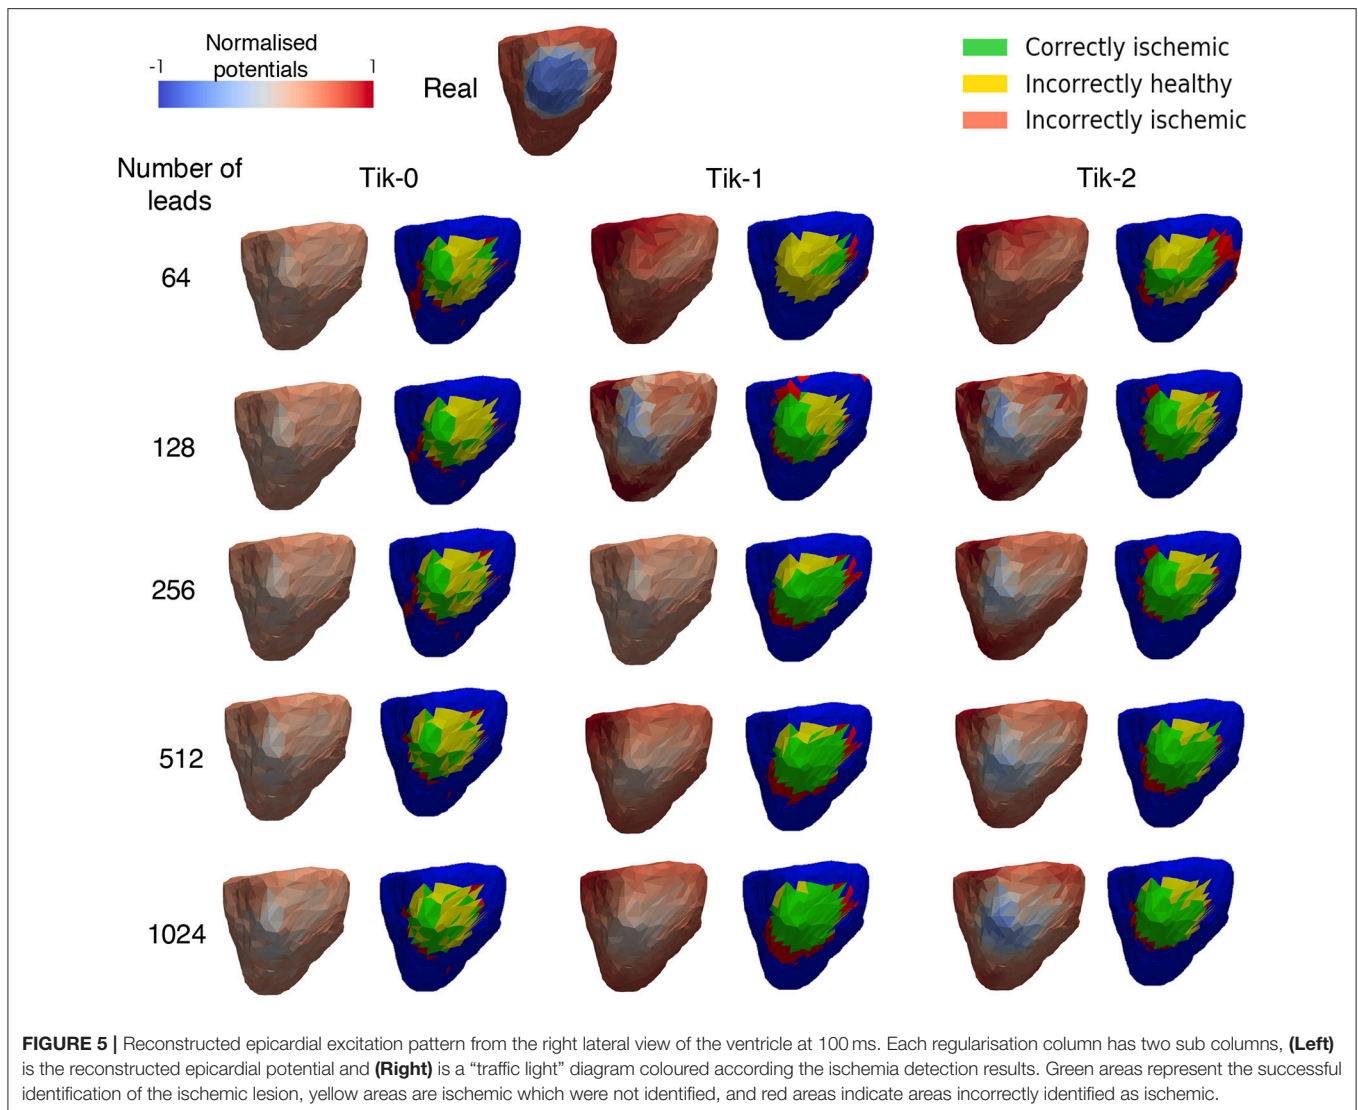 Normalised
potentials
-1
1
Real
Correctly ischemic
Incorrectly healthy
Incorrectly ischemic
Number of
leads
Tik-0
Tik-1
Tik-2
64
128
256
512
1024
FIGURE 5 | Reconstructed epicardial excitation pattern from the right lateral view of the ventricle at 100 ms. Each regularisation column has two sub columns, (Left)
is the reconstructed epicardial potential and (Right) is a “traffic light” diagram coloured according the ischemia detection results. Green areas represent the successful
identification of the ischemic lesion, yellow areas are ischemic which were not identified, and red areas indicate areas incorrectly identified as ischemic.